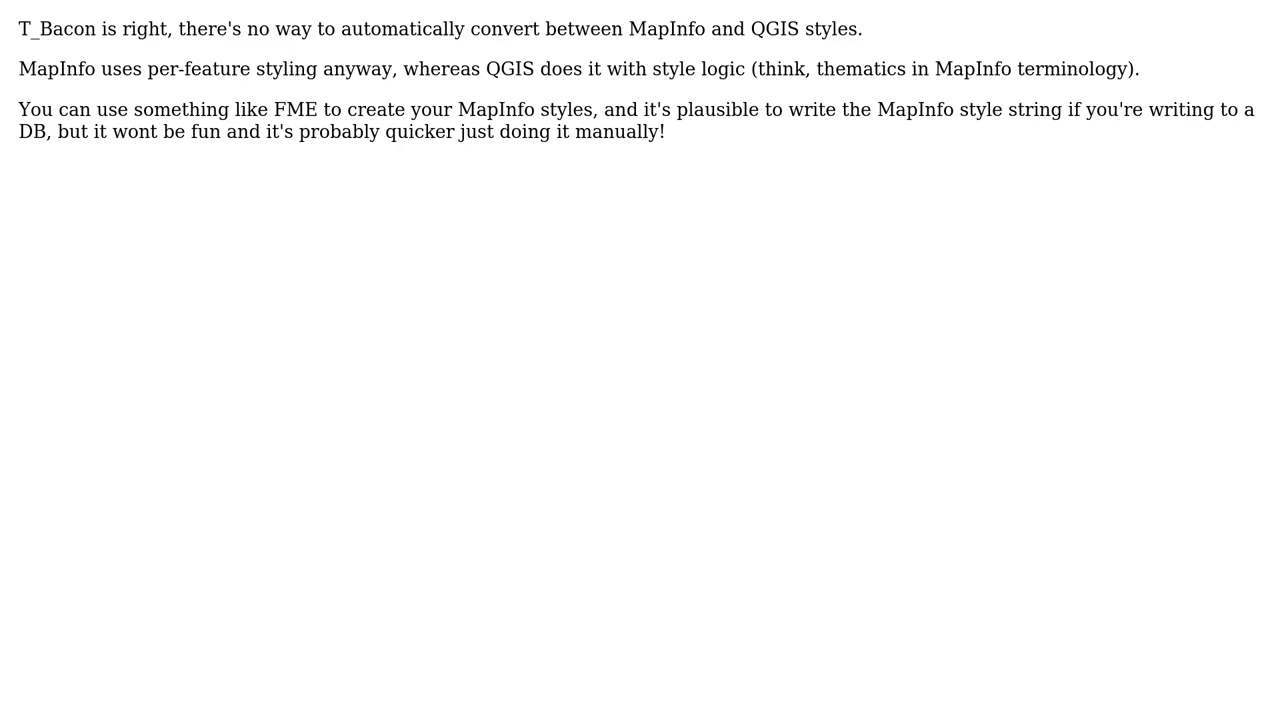 T_Bacon is right, there's no way to automatically convert between MapInfo and QGIS styles.
MapInfo uses per-feature styling anyway, whereas QGIS does it with style logic (think, thematics in MapInfo terminology).
You can use something like FME to create your MapInfo styles, and it's plausible to write the MapInfo style string if you're writing to a
DB, but it wont be fun and it's probably quicker just doing it manually!